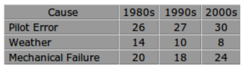 Cause 1980s 1990s 2000s
Pilot Error 26 27 30
Weather 14 10 8
Mechanical Failure 20 18 24